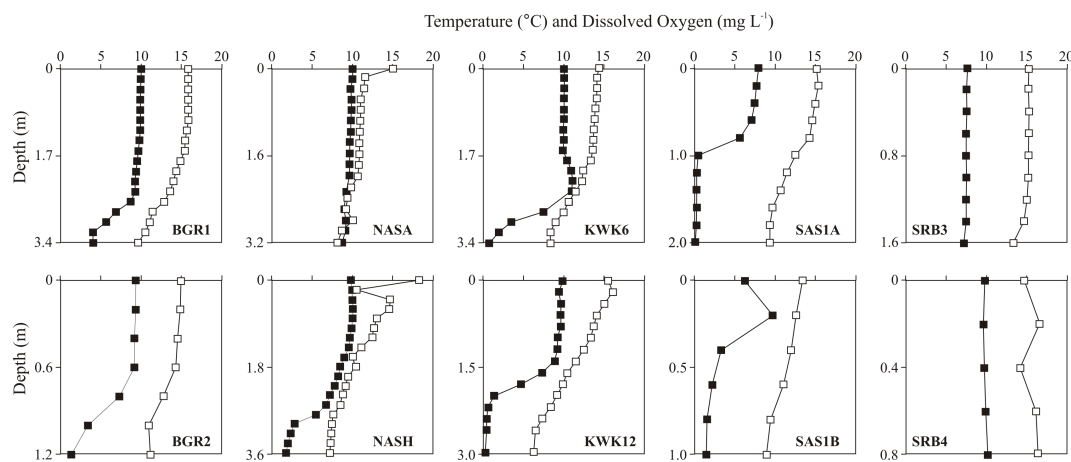 Temperature (°C) and Dissolved Oxygen (mg L⁻¹)
0 5 10 15 20 0 5 10 15 20 0 5 10 15 20 0 5 10 15 20 0 5 10 15 20
Depth (m)
0 1.7 3.4 BGR1
0 1.6 3.2 NASA
0 1.7 3.4 KWK6
0 1.0 2.0 SAS1A
0 0.8 1.6 SRB3
Depth (m)
0 0.6 1.2 BGR2
0 1.8 3.6 NASH
0 1.5 3.0 KWK12
0 0.5 1.0 SAS1B
0 0.4 0.8 SRB4